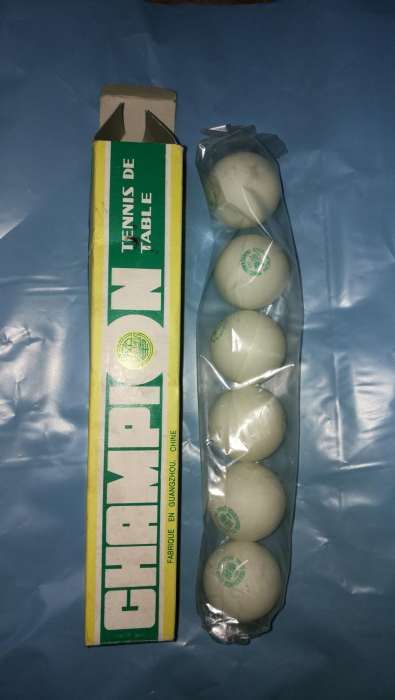 CHAMPION
TENNIS DE
TABLE
FABRIQUE EN GUANGZHOU, CHINE